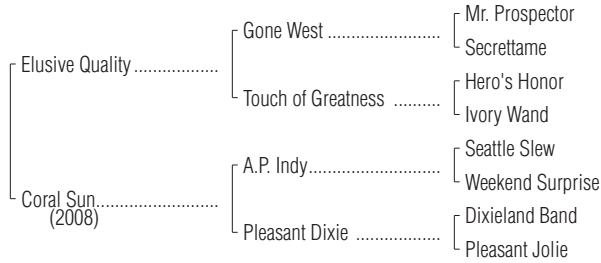 Mr. Prospector
Gone West ......................
Secrettame
Elusive Quality .................
Hero's Honor
Touch of Greatness ..........
Ivory Wand
Seattle Slew
A.P. Indy..........................
Weekend Surprise
Coral Sun.........................
(2008)
Dixieland Band
Pleasant Dixie .................
Pleasant Jolie